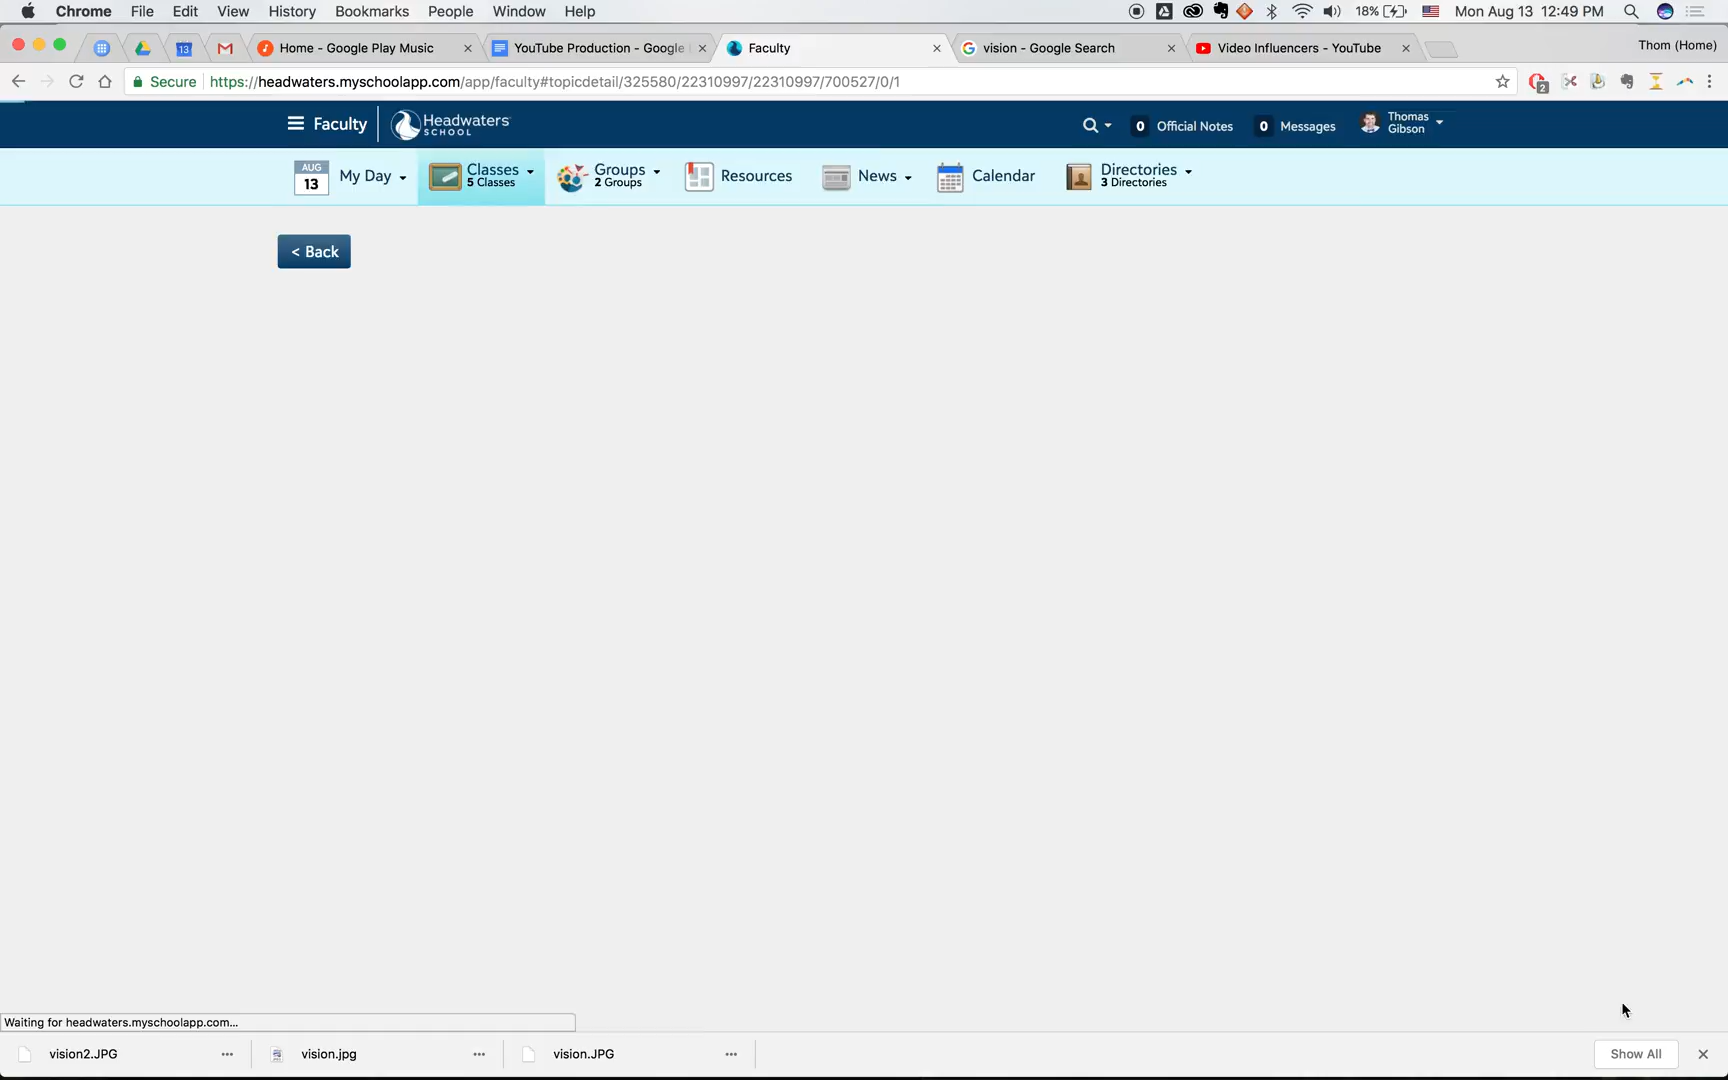 Chrome File Edit View History Bookmarks People Window Help 18% Mon Aug 13 12:49 PM
13 Home - Google Play Music YouTube Production - Google Faculty vision - Google Search Video Influencers - YouTube Thom (Home)
Secure https://headwaters.myschoolapp.com/app/faculty#topicdetail/325580/22310997/22310997/700527/0/1 2
Faculty Headwaters SCHOOL 0 Official Notes 0 Messages Thomas Gibson
AUG 13 My Day Classes 5 Classes Groups 2 Groups Resources News Calendar Directories 3 Directories
< Back
Waiting for headwaters.myschoolapp.com...
vision2.JPG vision.jpg vision.JPG Show All